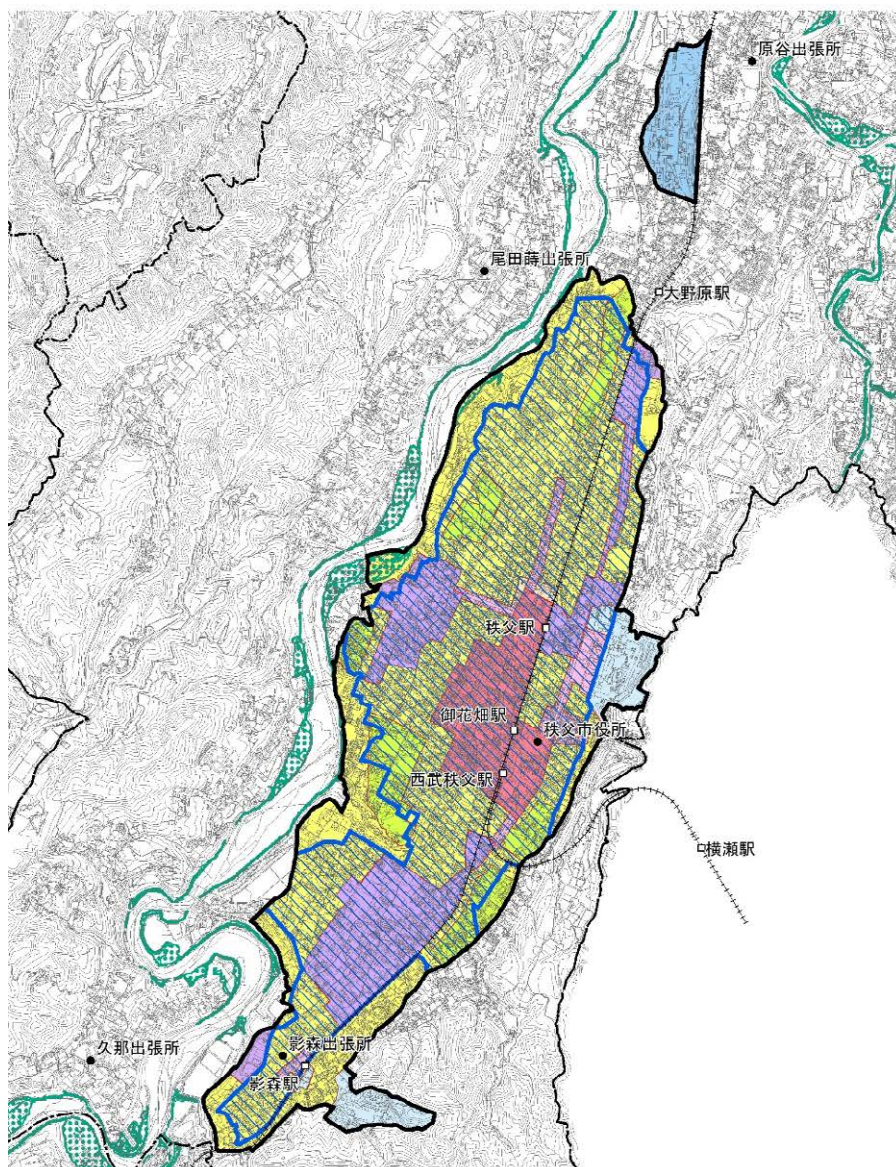 原谷出張所
尾田蒔出張所
大野原駅
秩父駅
御花畑駅
秩父市役所
西武秩父駅
横瀬駅
影森出張所
久那出張所
影森駅